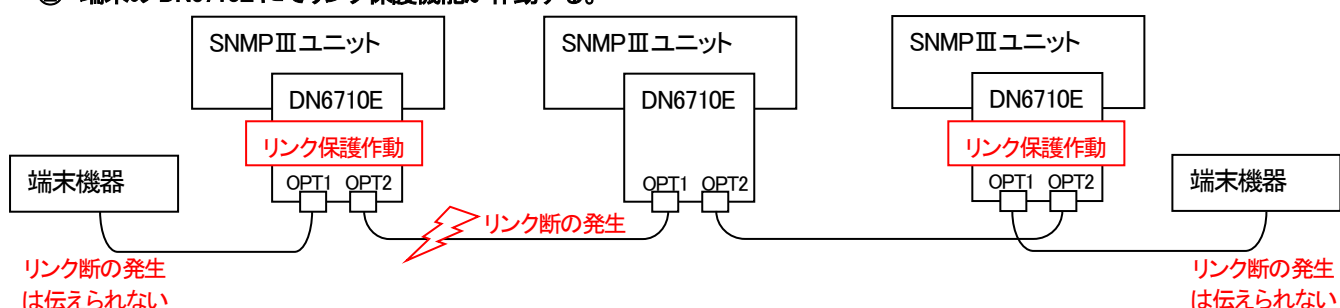 SNMPⅢユニット
DN6710E
リンク保護作動
OPT1 OPT2
端末機器
リンク断の発生
は伝えられない
リンク断の発生
SNMPⅢユニット
DN6710E
OPT1 OPT2
SNMPⅢユニット
DN6710E
リンク保護作動
OPT1 OPT2
端末機器
リンク断の発生
は伝えられない